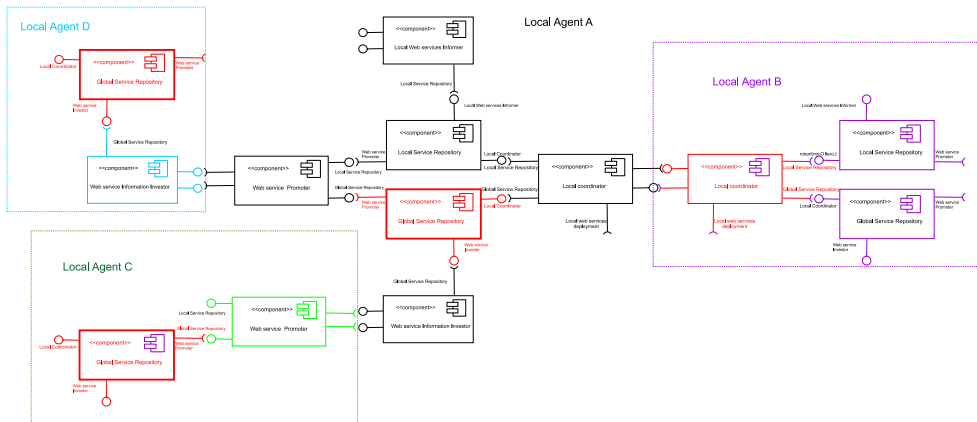 Local Agent D
<<component>>
Global Service Repository
Local Coordinator
Web service
Promoter
Web service
Investor
Global Service Repository
<<component>>
Web service Information Investor
<<component>>
Web service Promoter
Local Agent A
<<component>>
Local Web services Informer
Local Service Repository
Local Web services Informer
<<component>>
Local Service Repository
Web service
Promoter
Local Service Repository
Local Coordinator
Local Service Repository
Global Service Repository
Web service
Promoter
<<component>>
Global Service Repository
Global Service Repository
Local Coordinator
Web service
Investor
Global Service Repository
<<component>>
Web service Information Investor
<<component>>
Local coordinator
Local web services
deployment
Local Agent B
<<component>>
Local coordinator
Local web services
deployment
Local Web services Informer
<<component>>
Local Service Repository
Local Service Repository
Web service
Promoter
Global Service Repository
Local Coordinator
<<component>>
Global Service Repository
Web service
Promoter
Web service
Investor
Local Agent C
Local Service Repository
<<component>>
Web service Promoter
Global Service Repository
Web service
Promoter
<<component>>
Global Service Repository
Local Coordinator
Web service
Investor